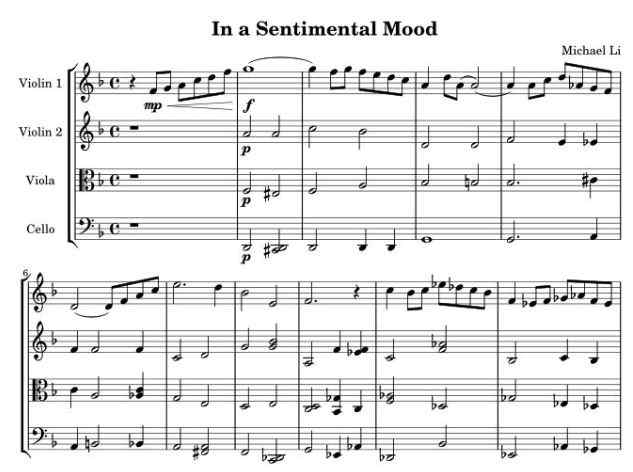 In a Sentimental Mood
Michael Li
Violin 1
mp
f
Violin 2
p
Viola
p
Cello
p
6